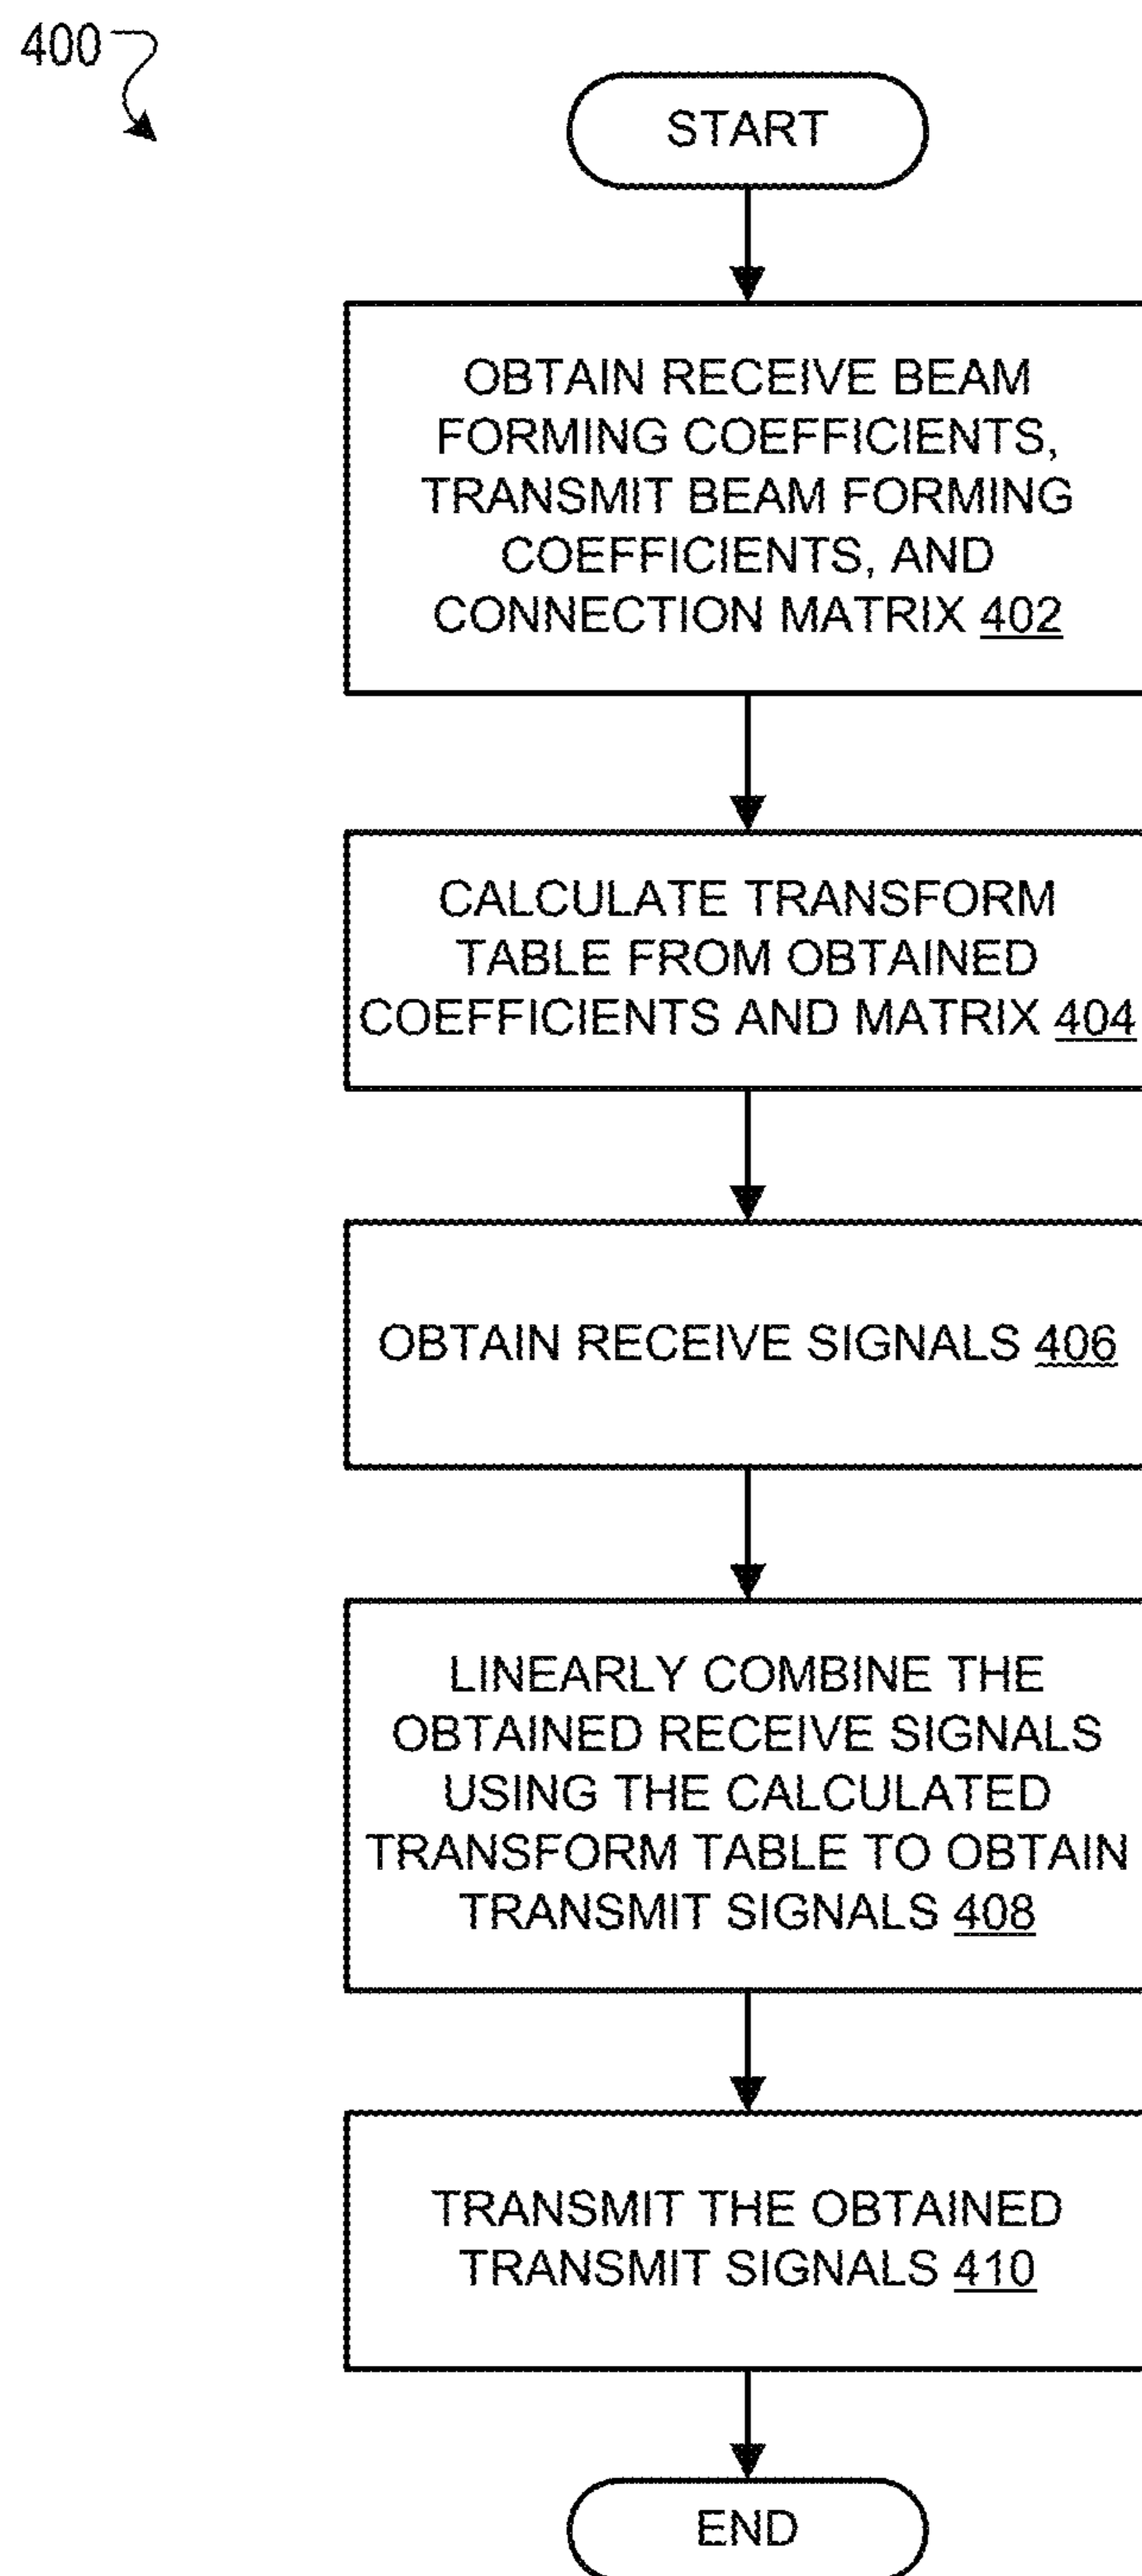 400
START
OBTAIN RECEIVE BEAM
FORMING COEFFICIENTS,
TRANSMIT BEAM FORMING
COEFFICIENTS, AND
CONNECTION MATRIX 402
CALCULATE TRANSFORM
TABLE FROM OBTAINED
COEFFICIENTS AND MATRIX 404
OBTAIN RECEIVE SIGNALS 406
LINEARLY COMBINE THE
OBTAINED RECEIVE SIGNALS
USING THE CALCULATED
TRANSFORM TABLE TO OBTAIN
TRANSMIT SIGNALS 408
TRANSMIT THE OBTAINED
TRANSMIT SIGNALS 410
END